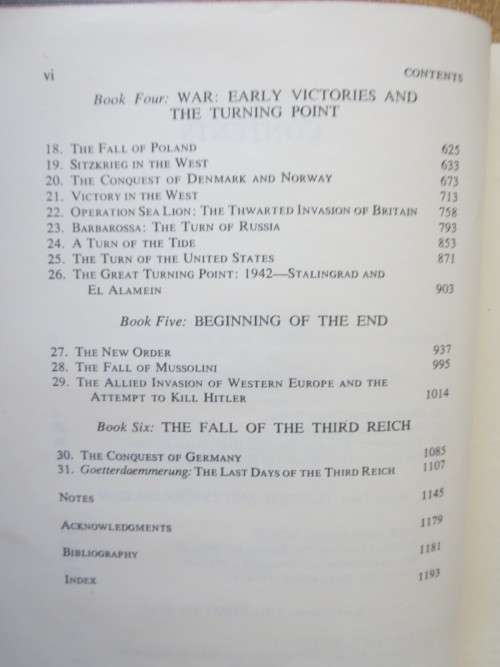 vi CONTENTS
Book Four: WAR: EARLY VICTORIES AND
THE TURNING POINT
18. THE FALL OF POLAND 625
19. SITZKRIEG IN THE WEST 633
20. THE CONQUEST OF DENMARK AND NORWAY 673
21. VICTORY IN THE WEST 713
22. OPERATION SEA LION: THE THWARTED INVASION OF BRITAIN 758
23. BARBAROSSA: THE TURN OF RUSSIA 793
24. A TURN OF THE TIDE 853
25. THE TURN OF THE UNITED STATES 871
26. THE GREAT TURNING POINT: 1942—STALINGRAD AND
EL ALAMEIN 903
Book Five: BEGINNING OF THE END
27. THE NEW ORDER 937
28. THE FALL OF MUSSOLINI 995
29. THE ALLIED INVASION OF WESTERN EUROPE AND THE
ATTEMPT TO KILL HITLER 1014
Book Six: THE FALL OF THE THIRD REICH
30. THE CONQUEST OF GERMANY 1085
31. Goetterdaemmerung: THE LAST DAYS OF THE THIRD REICH 1107
NOTES 1145
ACKNOWLEDGMENTS 1179
BIBLIOGRAPHY 1181
INDEX 1193